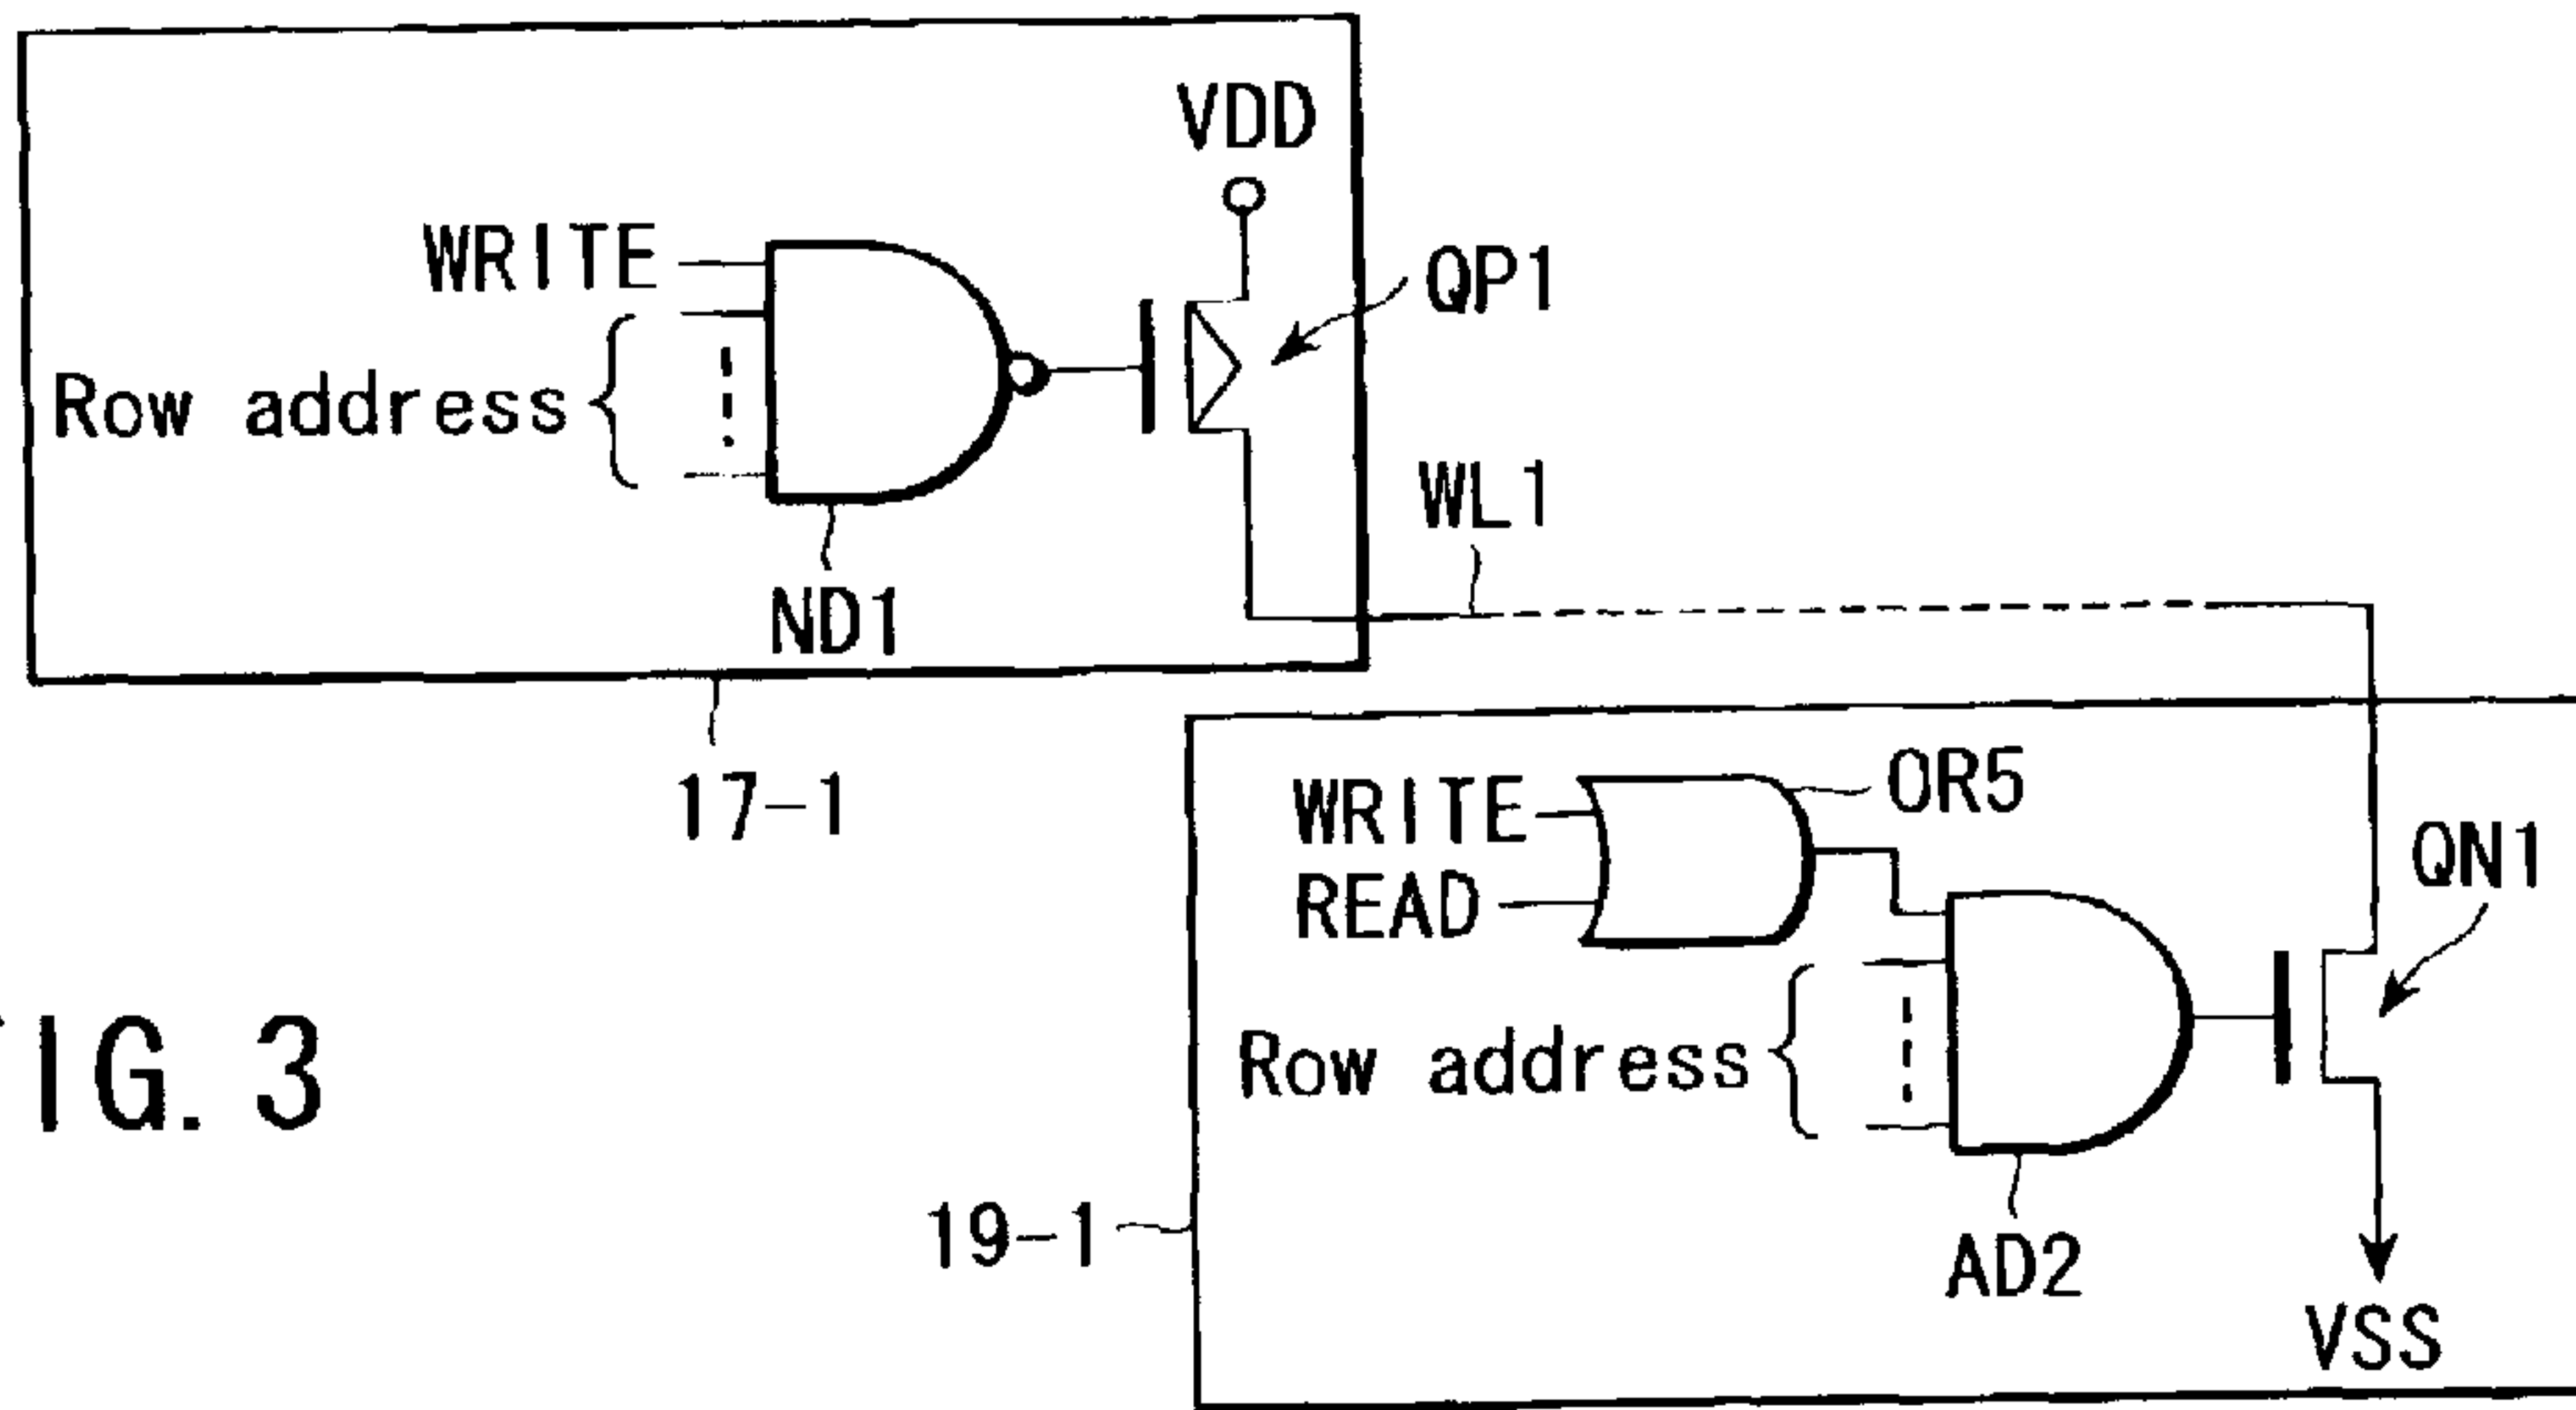 VDD
WRITE
QP1
Row address
WL1
ND1
17-1
WRITE
OR5
READ
QN1
Row address
IG. 3
19-1
AD2
VSS